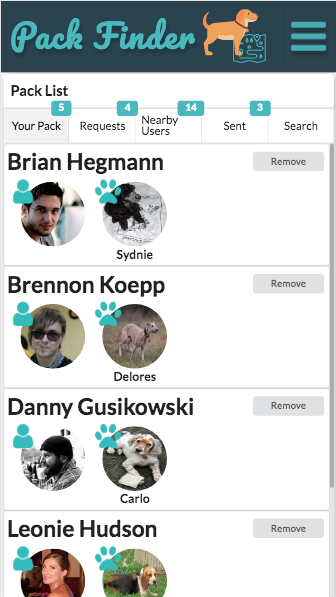 Pack Finder
Pack List
5 4 14 3
Your Pack Requests Nearby Users Sent Search
Brian Hegmann Remove
Sydnie
Brennon Koepp Remove
Delores
Danny Gusikowski Remove
Carlo
Leonie Hudson Remove